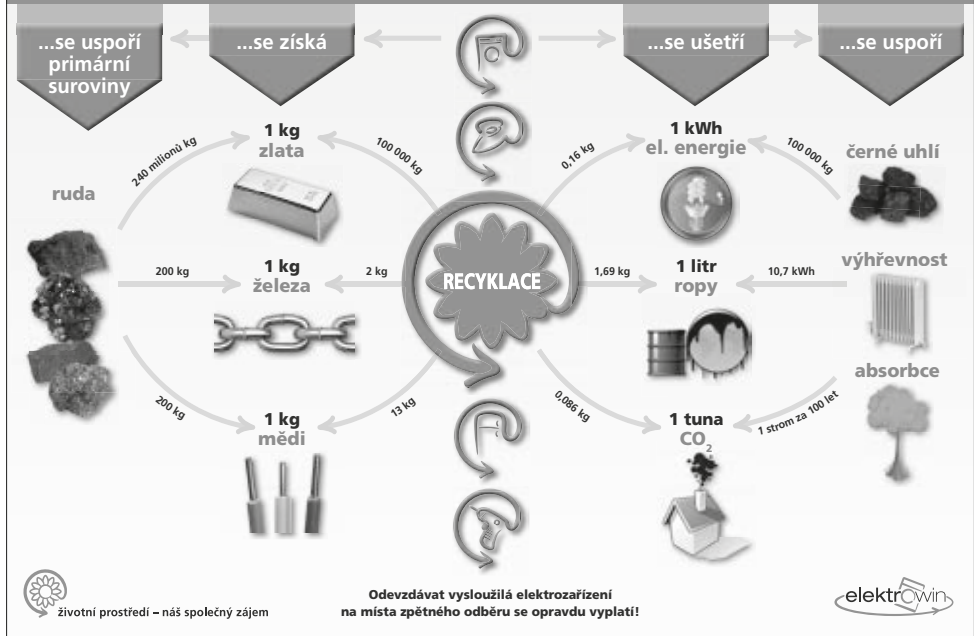 ...se uspoří
primární
suroviny
...se získá
...se ušetří
...se uspoří
240 milionů kg
1 kg
zlata
100 000 kg
0,16 kg
1 kWh
el. energie
100 000 kg
černé uhlí
ruda
200 kg
1 kg
železa
2 kg
RECYKLACE
1,69 kg
1 litr
ropy
10,7 kWh
výhřevnost
absorbce
200 kg
1 kg
mědi
13 kg
0,086 kg
1 tuna
CO2
1 strom za 100 let
životní prostředí – náš společný zájem
Odevzdávat vysloužilá elektrozařízení
na místa zpětného odběru se opravdu vyplatí!
elektrowin